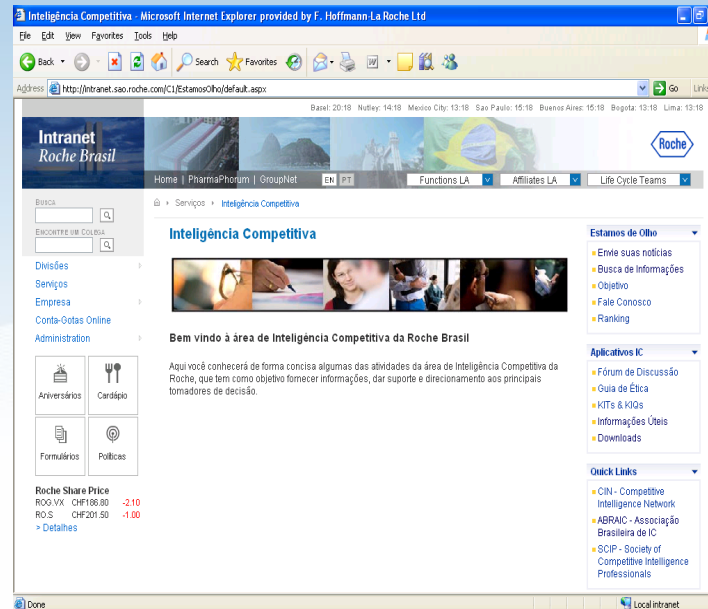 Inteligência Competitiva - Microsoft Internet Explorer provided by F. Hoffmann-La Roche Ltd
File Edit View Favorites Tools Help
Back Search Favorites
Address http://intranet.sao.roche.com/C1/EstamosOlho/default.aspx Go Links
Basel: 20:18 Nutley: 14:18 Mexico City: 13:18 Sao Paulo: 15:18 Buenos Aires: 15:18 Bogota: 13:18 Lima: 13:18
Intranet
Roche Brasil
Roche
Home | PharmaPhorum | GroupNet EN PT Functions LA Affiliates LA Life Cycle Teams
Busca
Encontre um Colega
Divisões
Serviços
Empresa
Conta-Gotas Online
Administration
Aniversários Cardápio
Formulários Políticas
Roche Share Price
ROG.VX CHF186.80 -2.10
RO.S CHF201.50 -1.00
> Detalhes
Serviços Inteligência Competitiva
Inteligência Competitiva
Bem vindo à área de Inteligência Competitiva da Roche Brasil
Aqui você conhecerá de forma concisa algumas das atividades da área de Inteligência Competitiva da
Roche, que tem como objetivo fornecer informações, dar suporte e direcionamento aos principais
tomadores de decisão.
Estamos de Olho
Envie suas notícias
Busca de Informações
Objetivo
Fale Conosco
Ranking
Aplicativos IC
Fórum de Discussão
Guia de Ética
KITs & KIQs
Informações Úteis
Downloads
Quick Links
CIN - Competitive
Intelligence Network
ABRAIC - Associação
Brasileira de IC
SCIP - Society of
Competitive Intelligence
Professionals
Done Local intranet